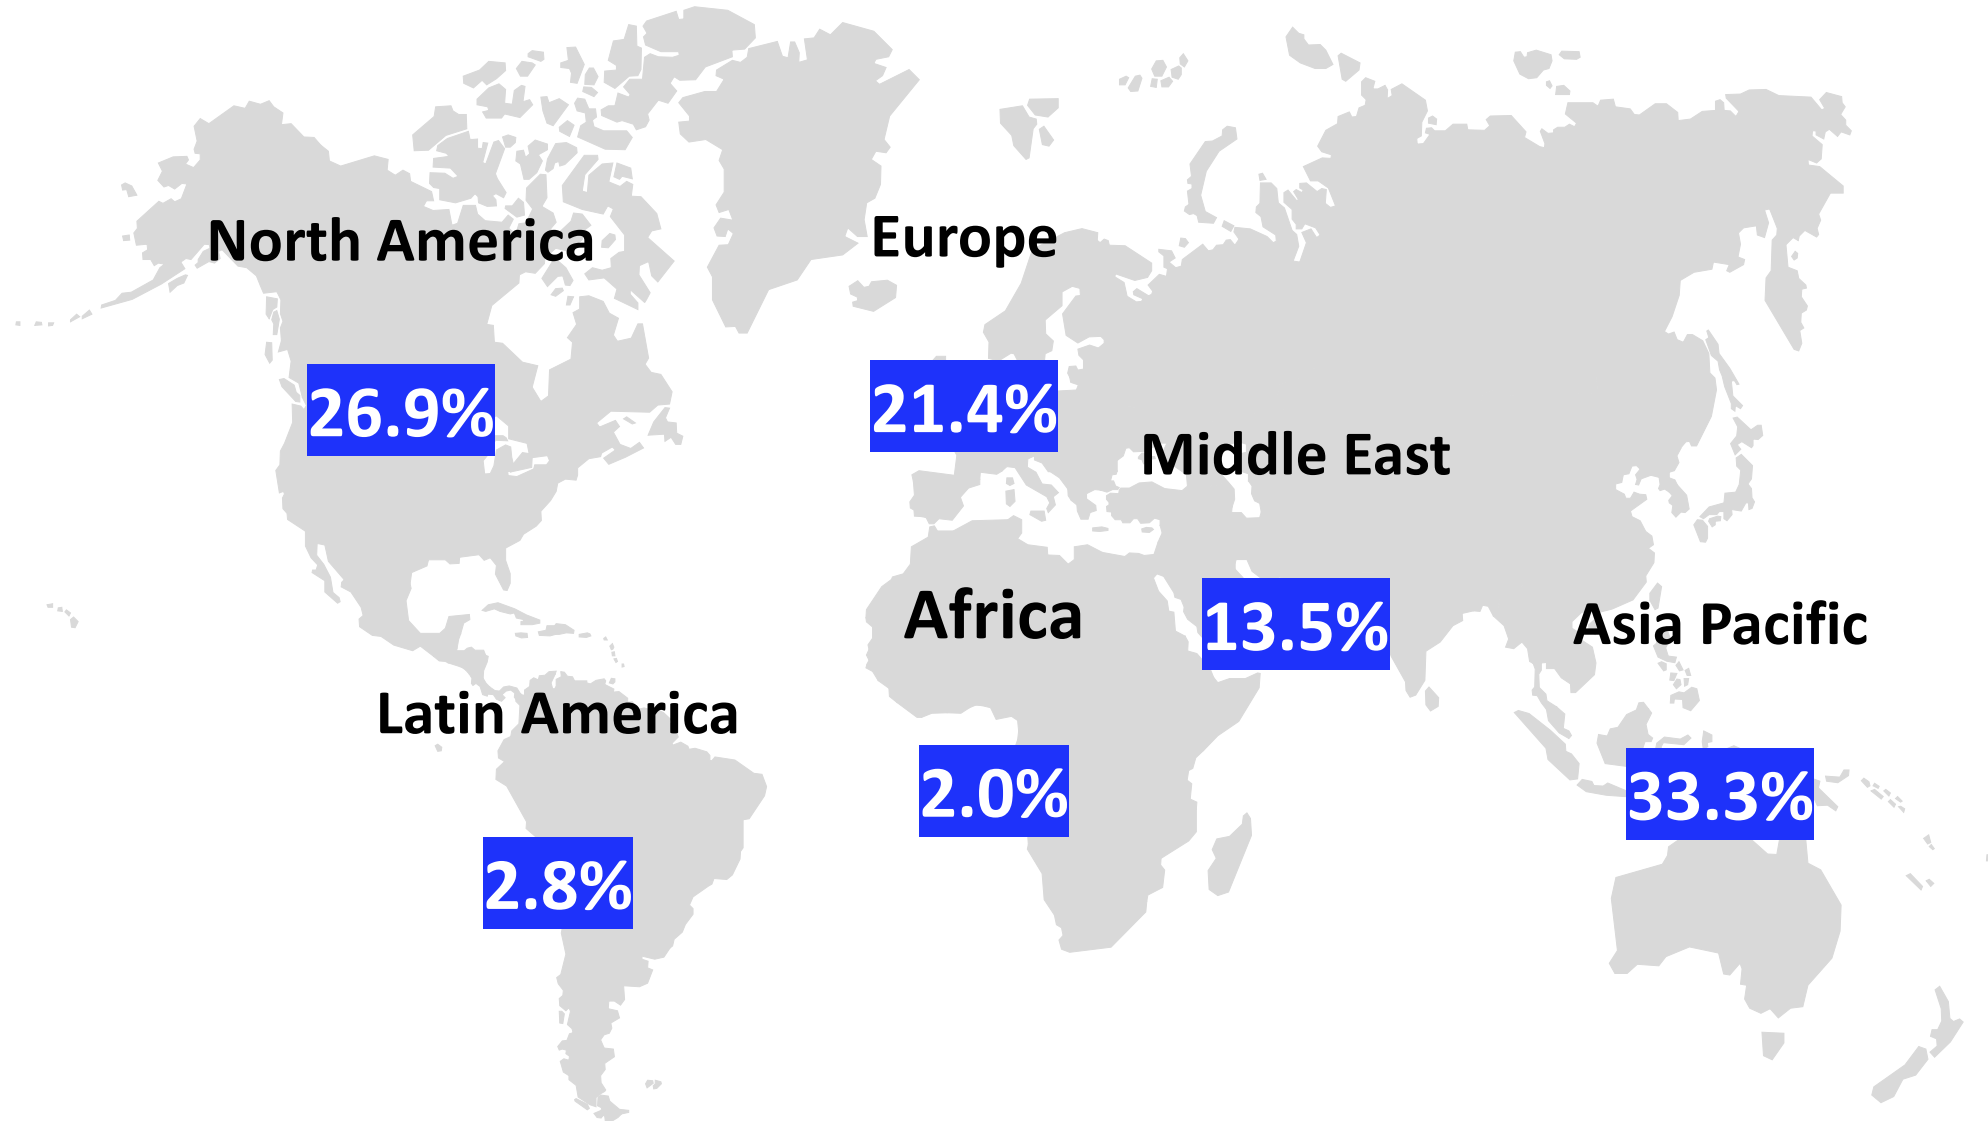 North America
26.9%
Europe
21.4%
Middle East
13.5%
Africa
2.0%
Asia Pacific
33.3%
Latin America
2.8%